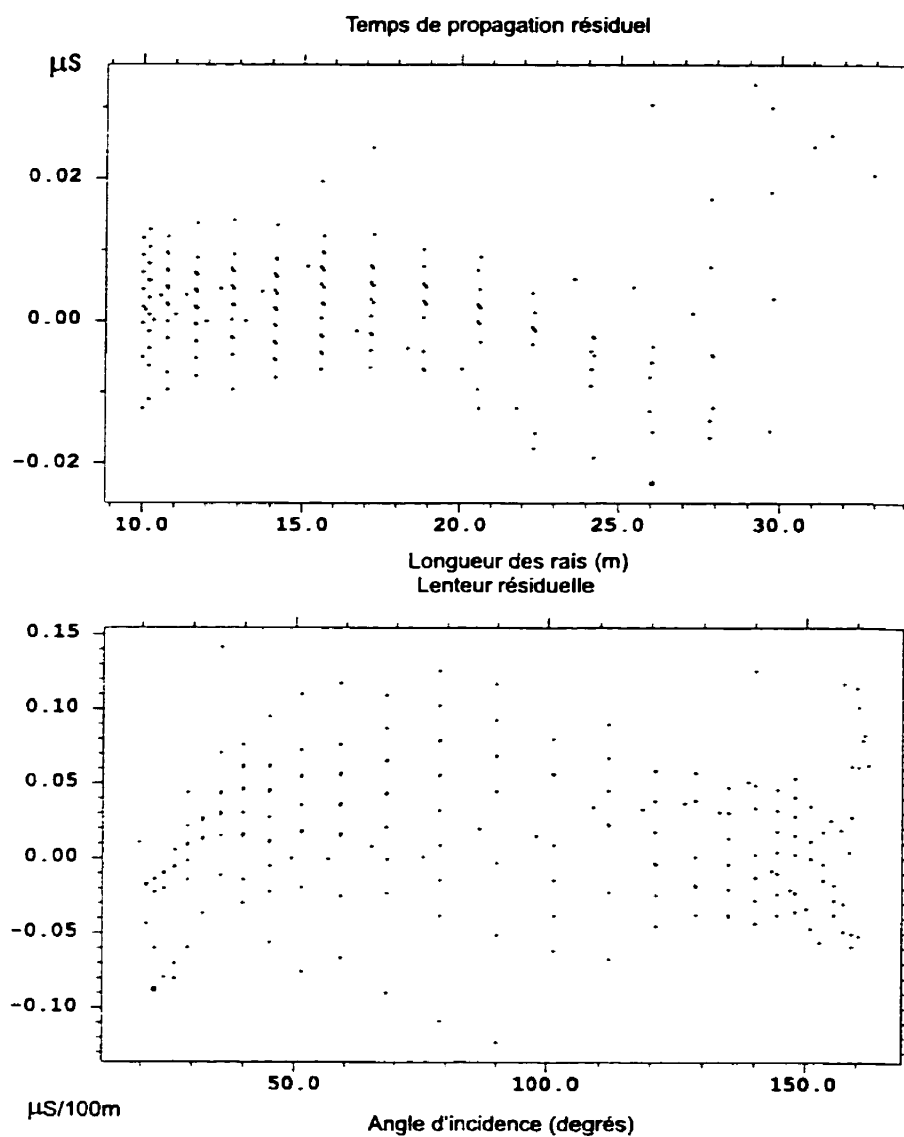 Temps de propagation résiduel
μS
0.02
0.00
-0.02
10.0 15.0 20.0 25.0 30.0
Longueur des rais (m)
Lenteur résiduelle
0.15
0.10
0.05
0.00
-0.05
-0.10
50.0 100.0 150.0
μS/100m
Angle d'incidence (degrés)